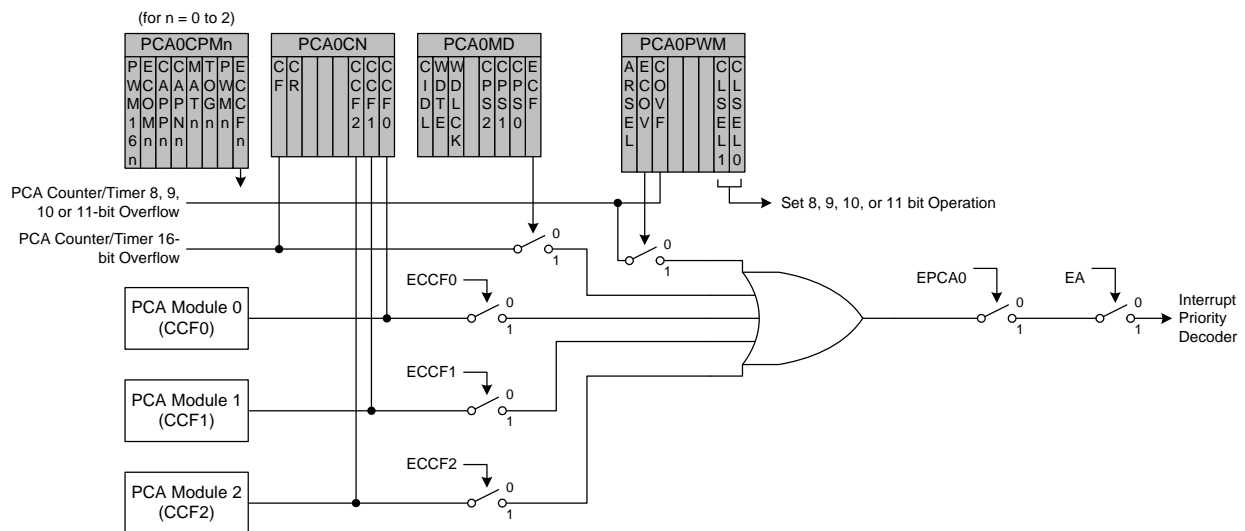 (for n = 0 to 2)
PCA0CPMn
PWM16n
ECOMn
CAPPn
CAPNn
MATn
TOGn
PWMn
ECCFn
PCA0CN
CF
CR
CCF2
CCF1
CCF0
PCA0MD
CIDL
WDTE
WDLCK
CPS2
CPS1
CPS0
ECF
PCA0PWM
ARSEL
ECOV
COVF
CLSEL1
CLSEL0
PCA Counter/Timer 8, 9,
10 or 11-bit Overflow
Set 8, 9, 10, or 11 bit Operation
PCA Counter/Timer 16-
bit Overflow
0
1
0
1
PCA Module 0
(CCF0)
ECCF0
0
1
EPCA0
0
1
EA
0
1
Interrupt
Priority
Decoder
PCA Module 1
(CCF1)
ECCF1
0
1
PCA Module 2
(CCF2)
ECCF2
0
1